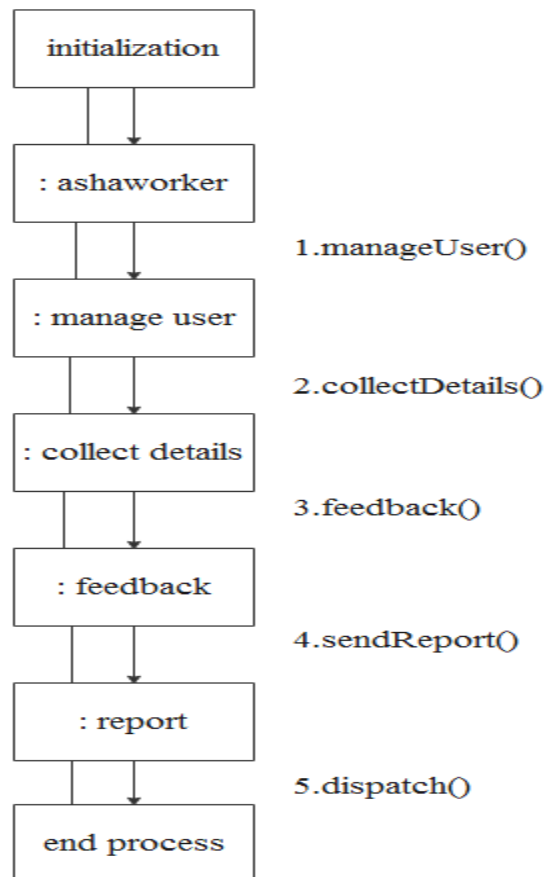 initialization
: ashaworker
1.manageUser()
: manage user
2.collectDetails()
: collect details
3.feedback()
: feedback
4.sendReport()
: report
5.dispatch()
end process